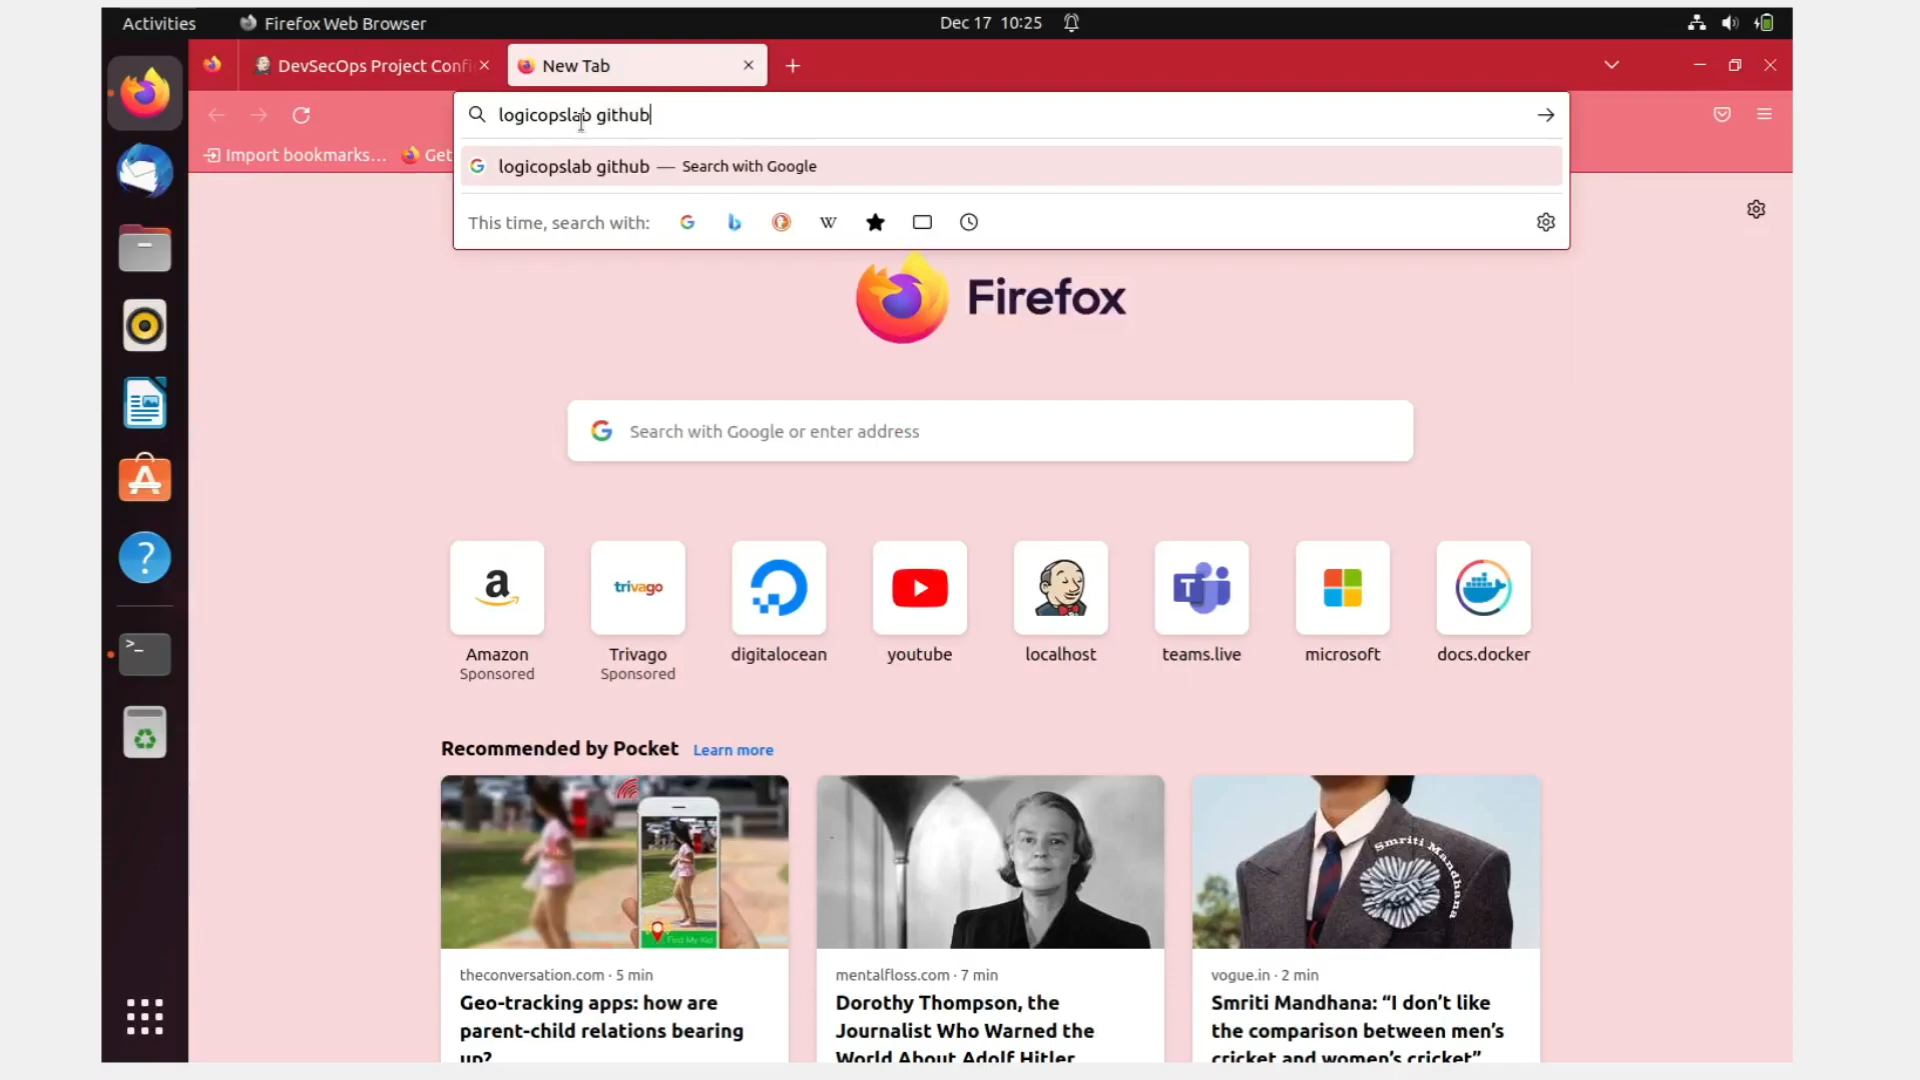 Activities
Firefox Web Browser
Dec 17 10:25
DevSecOps Project Confi
New Tab
logicopslab github
Import bookmarks...
Get
logicopslab github — Search with Google
This time, search with:
Firefox
Search with Google or enter address
trivago
Amazon
Sponsored
Trivago
Sponsored
digitalocean
youtube
localhost
teams.live
microsoft
docs.docker
Recommended by Pocket Learn more
Find My Kid
Smriti Mandhana
theconversation.com · 5 min
Geo-tracking apps: how are
parent-child relations bearing
up?
mentalfloss.com · 7 min
Dorothy Thompson, the
Journalist Who Warned the
World About Adolf Hitler
vogue.in · 2 min
Smriti Mandhana: “I don’t like
the comparison between men’s
cricket and women’s cricket”